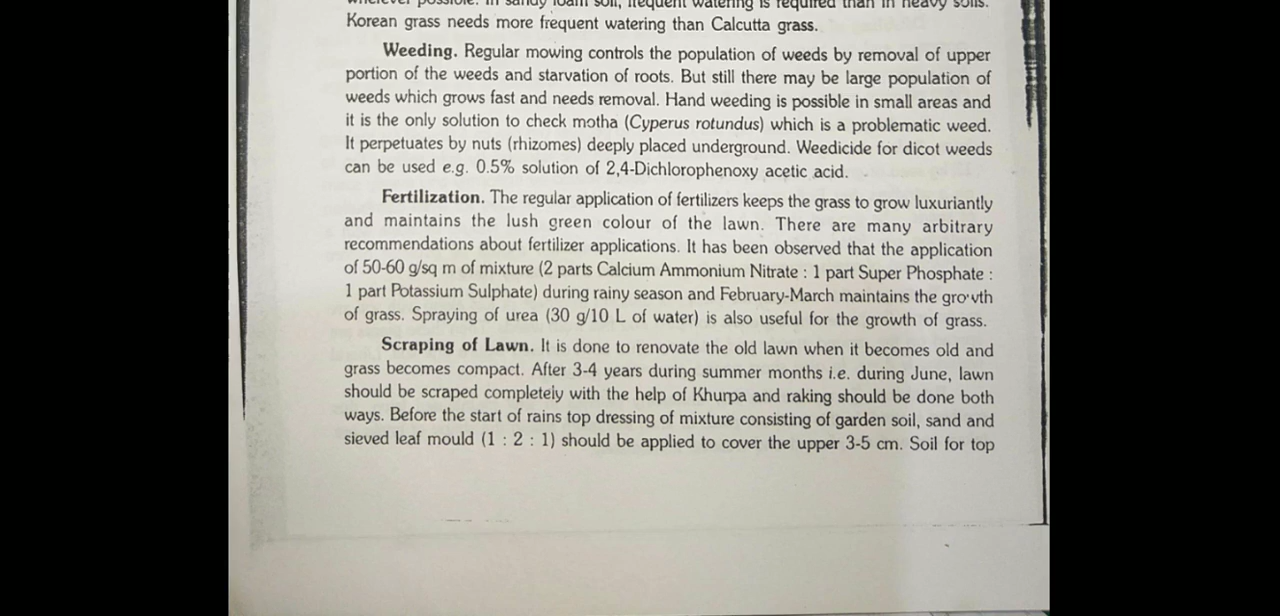 wherever possible. In sandy loam soil, frequent watering is required than in heavy soils.
Korean grass needs more frequent watering than Calcutta grass.
Weeding. Regular mowing controls the population of weeds by removal of upper
portion of the weeds and starvation of roots. But still there may be large population of
weeds which grows fast and needs removal. Hand weeding is possible in small areas and
it is the only solution to check motha (Cyperus rotundus) which is a problematic weed.
It perpetuates by nuts (rhizomes) deeply placed underground. Weedicide for dicot weeds
can be used e.g. 0.5% solution of 2,4-Dichlorophenoxy acetic acid.
Fertilization. The regular application of fertilizers keeps the grass to grow luxuriantly
and maintains the lush green colour of the lawn. There are many arbitrary
recommendations about fertilizer applications. It has been observed that the application
of 50-60 g/sq m of mixture (2 parts Calcium Ammonium Nitrate : 1 part Super Phosphate :
1 part Potassium Sulphate) during rainy season and February-March maintains the growth
of grass. Spraying of urea (30 g/10 L of water) is also useful for the growth of grass.
Scraping of Lawn. It is done to renovate the old lawn when it becomes old and
grass becomes compact. After 3-4 years during summer months i.e. during June, lawn
should be scraped completely with the help of Khurpa and raking should be done both
ways. Before the start of rains top dressing of mixture consisting of garden soil, sand and
sieved leaf mould (1 : 2 : 1) should be applied to cover the upper 3-5 cm. Soil for top